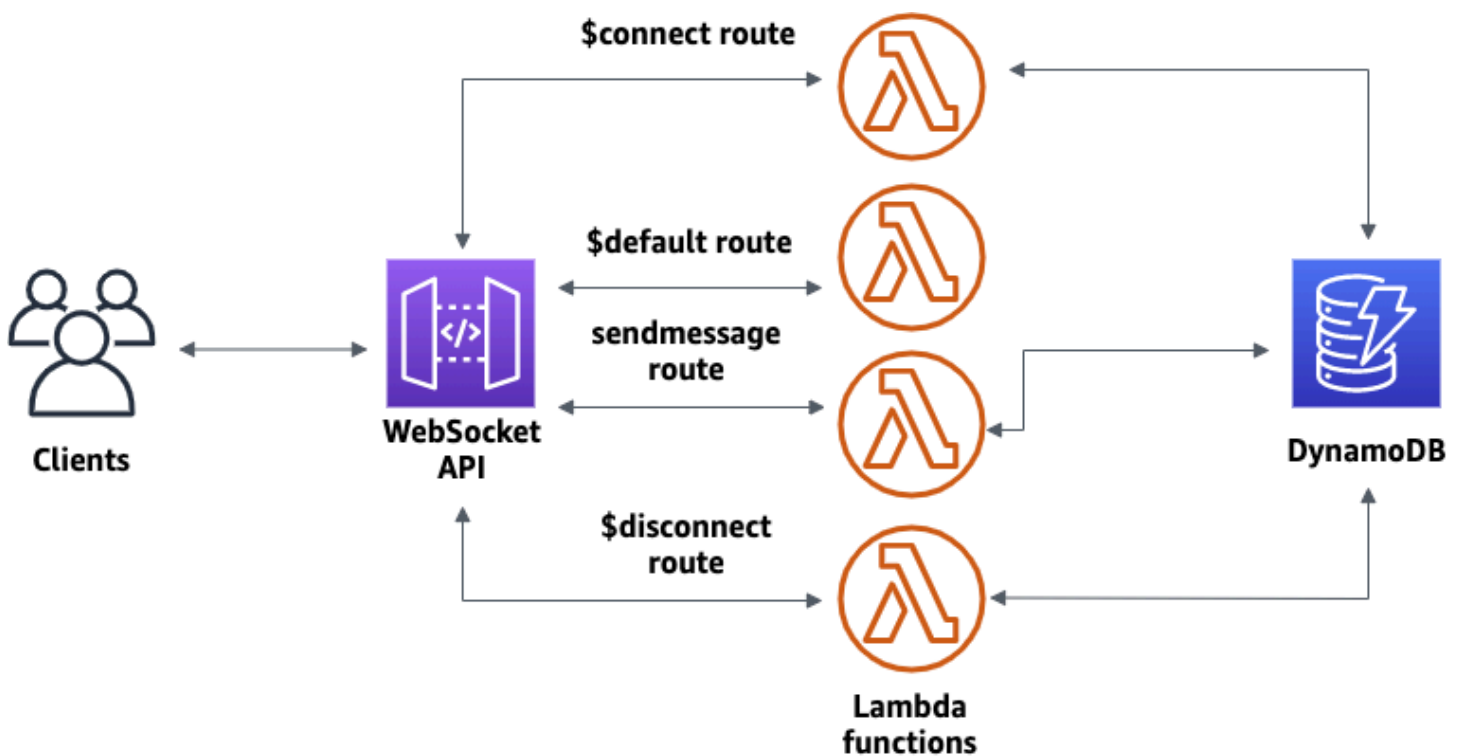 $connect route
$default route
sendmessage
route
</>
WebSocket
API
Clients
DynamoDB
$disconnect
route
Lambda
functions